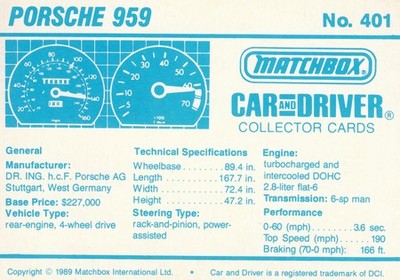 PORSCHE 959
No. 401
MATCHBOX®
CAR AND DRIVER®
COLLECTOR CARDS
General
Manufacturer:
DR. ING. h.c.F. Porsche AG
Stuttgart, West Germany
Base Price: $227,000
Vehicle Type:
rear-engine, 4-wheel drive
Technical Specifications
Wheelbase . . . . . . . . 89.4 in.
Length . . . . . . . . . . . 167.7 in.
Width . . . . . . . . . . . . 72.4 in.
Height . . . . . . . . . . . . 47.2 in.
Steering Type:
rack-and-pinion, power-
assisted
Engine:
turbocharged and
intercooled DOHC
2.8-liter flat-6
Transmission: 6-sp man
Performance
0-60 (mph) . . . . . . . . 3.6 sec.
Top Speed (mph) . . . . . . 190
Braking (70-0 mph): 166 ft.
Copyright © 1989 Matchbox International Ltd. • Car and Driver is a registered trademark of DCI.